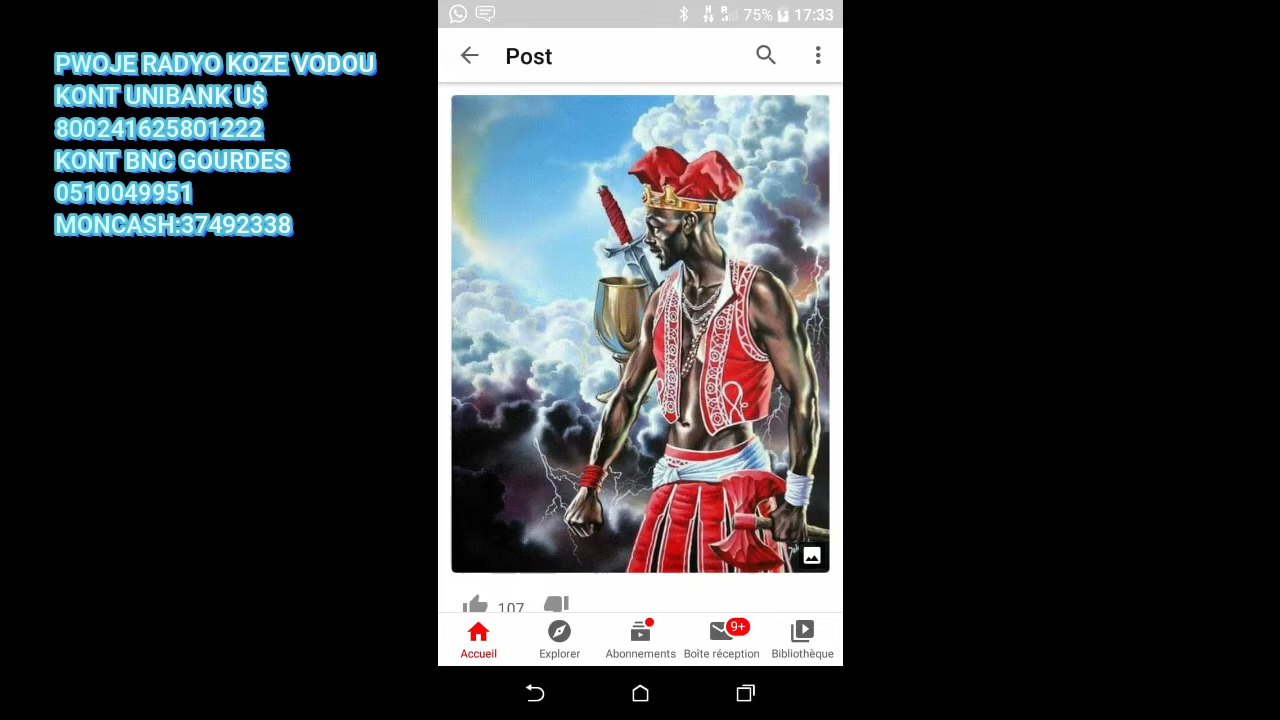 PWOJE RADYO KOZE VODOU
KONT UNIBANK U$
800241625801222
KONT BNC GOURDES
0510049951
MONCASH:37492338
75% 17:33
Post
107
9+
Accueil Explorer Abonnements Boîte réception Bibliothèque